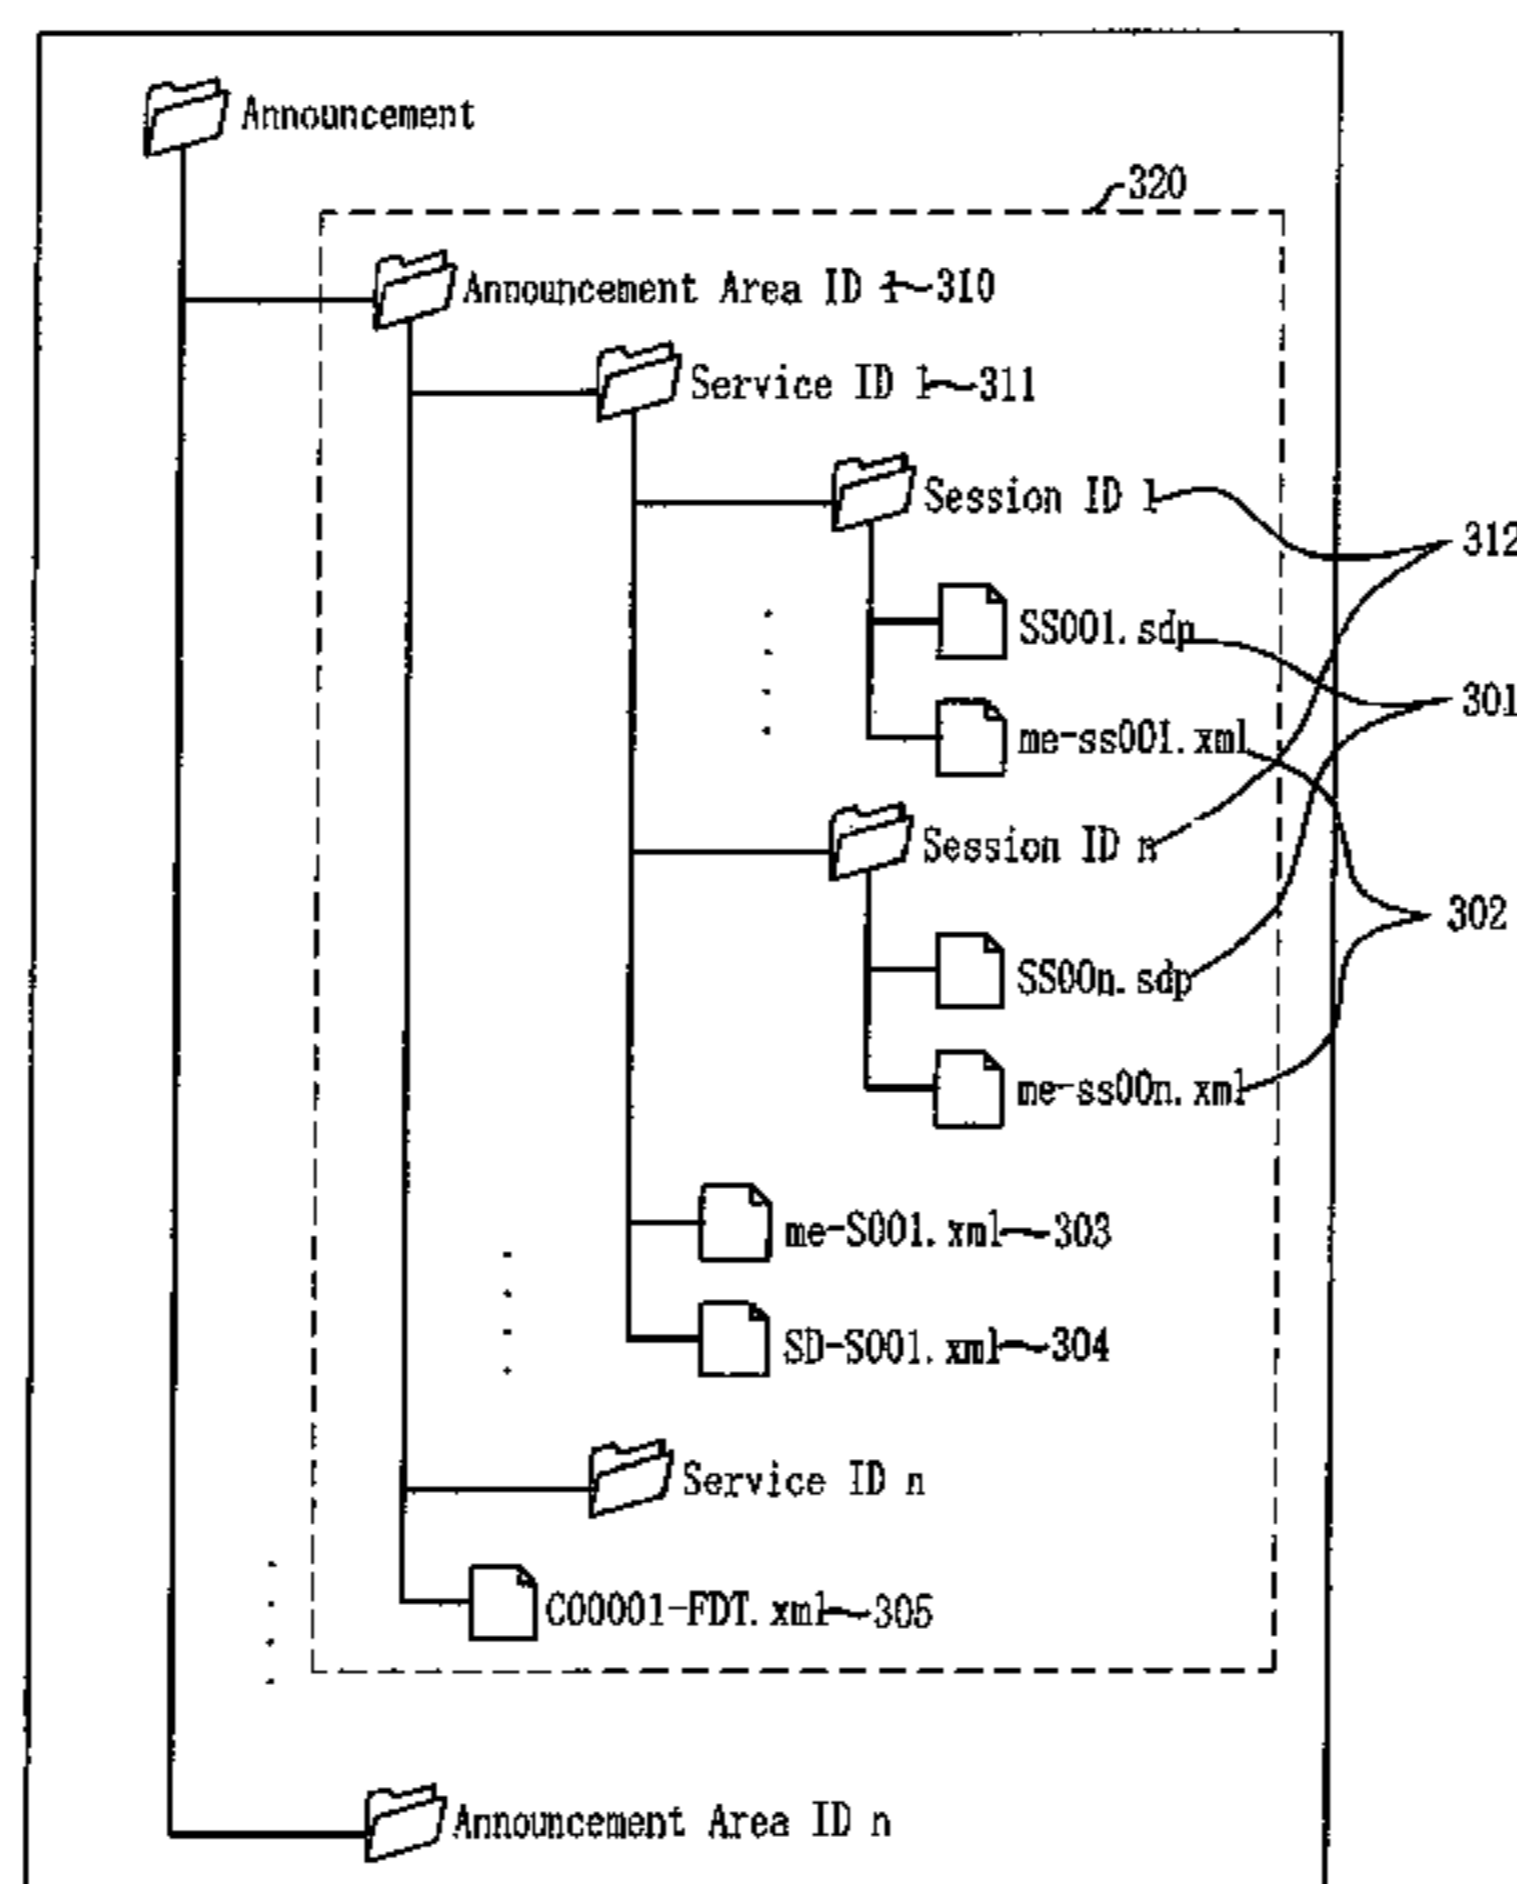 Announcement
320
Announcement Area ID 1 310
Service ID 1 311
Session ID 1
312
SS001.sdp
301
me-ss001.xml
Session ID n
302
SS00n.sdp
me-ss00n.xml
me-S001.xml 303
SD-S001.xml 304
Service ID n
C00001-FDT.xml 305
Announcement Area ID n